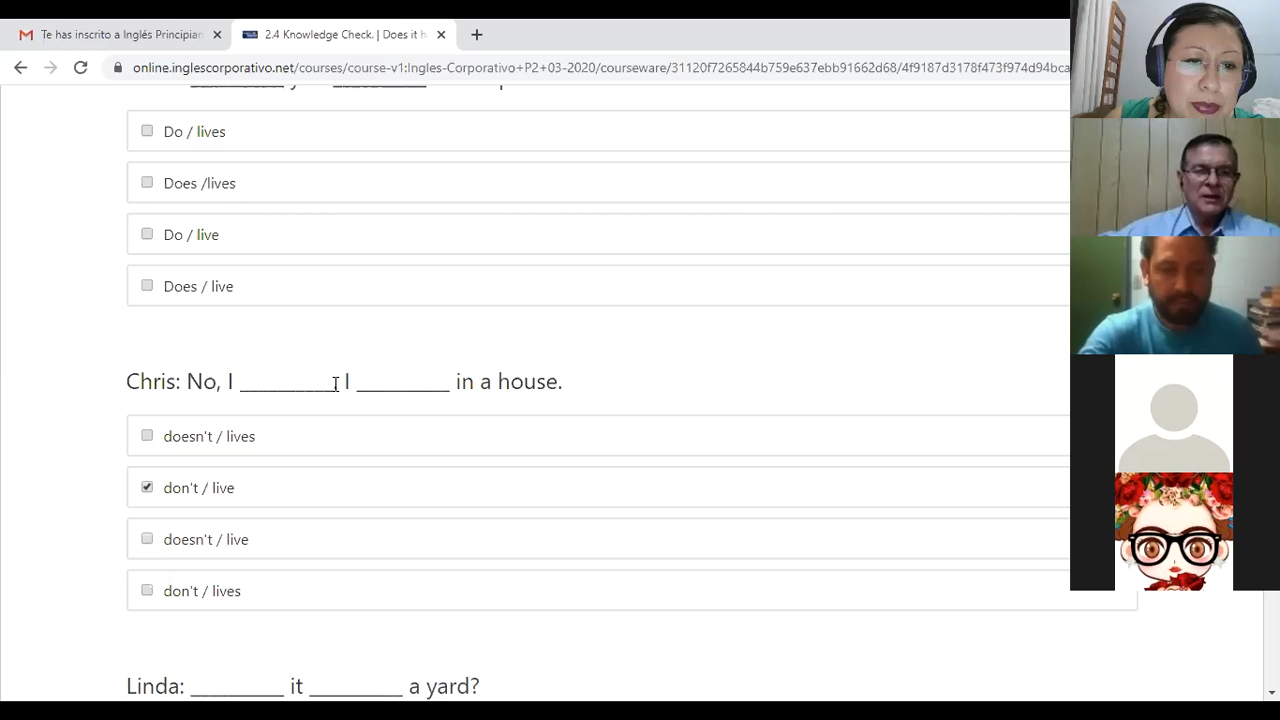 Te has inscrito a Inglés Principian
2.4 Knowledge Check. | Does it h
online.inglescorporativo.net/courses/course-v1:Ingles-Corporativo+P2+03-2020/courseware/31120f7265844b759e637ebb91662d68/4f9187d3178f473f974d94bca
Do / lives
Does /lives
Do / live
Does / live
Chris: No, I __________ I _________ in a house.
doesn't / lives
don't / live
doesn't / live
don't / lives
Linda: _________ it _________ a yard?